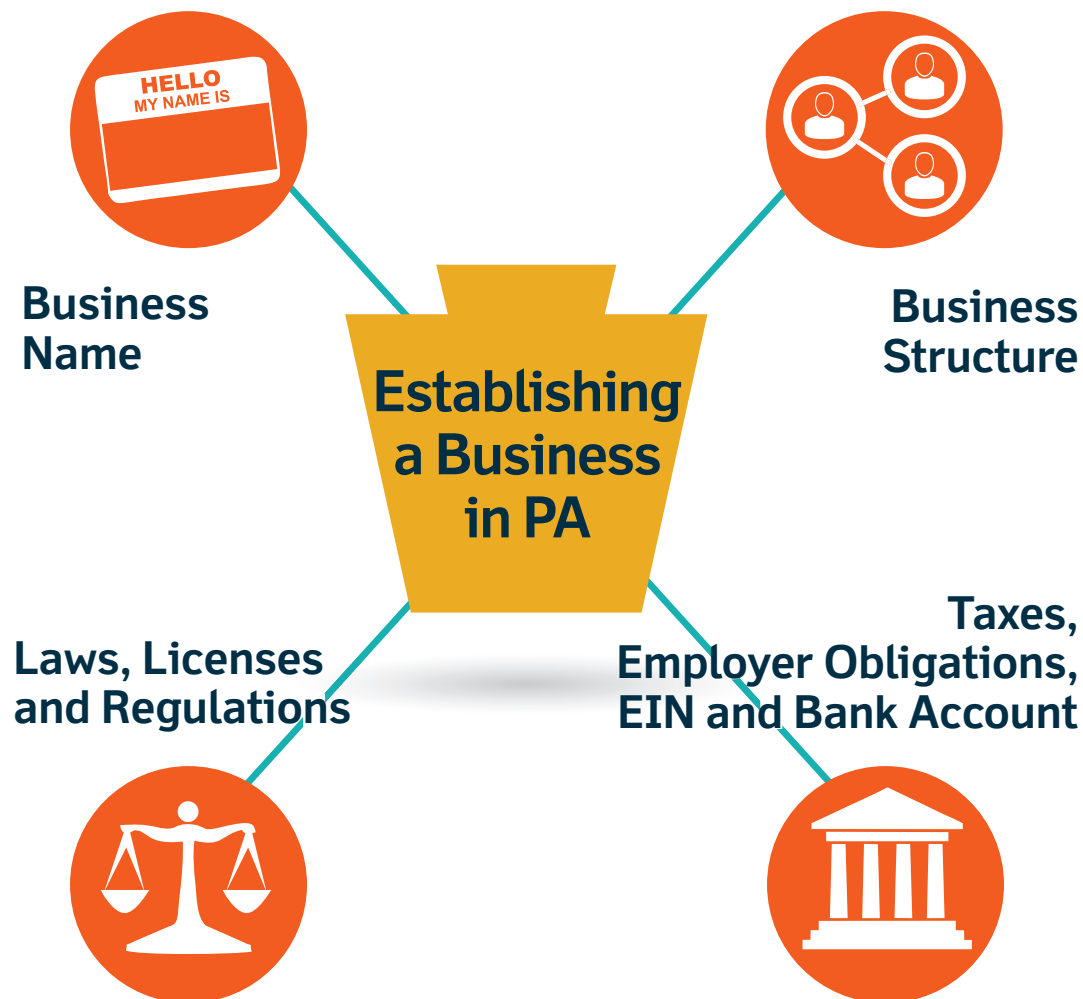 HELLO
MY NAME IS
Business
Name
Business
Structure
Establishing
a Business
in PA
Laws, Licenses
and Regulations
Taxes,
Employer Obligations,
EIN and Bank Account